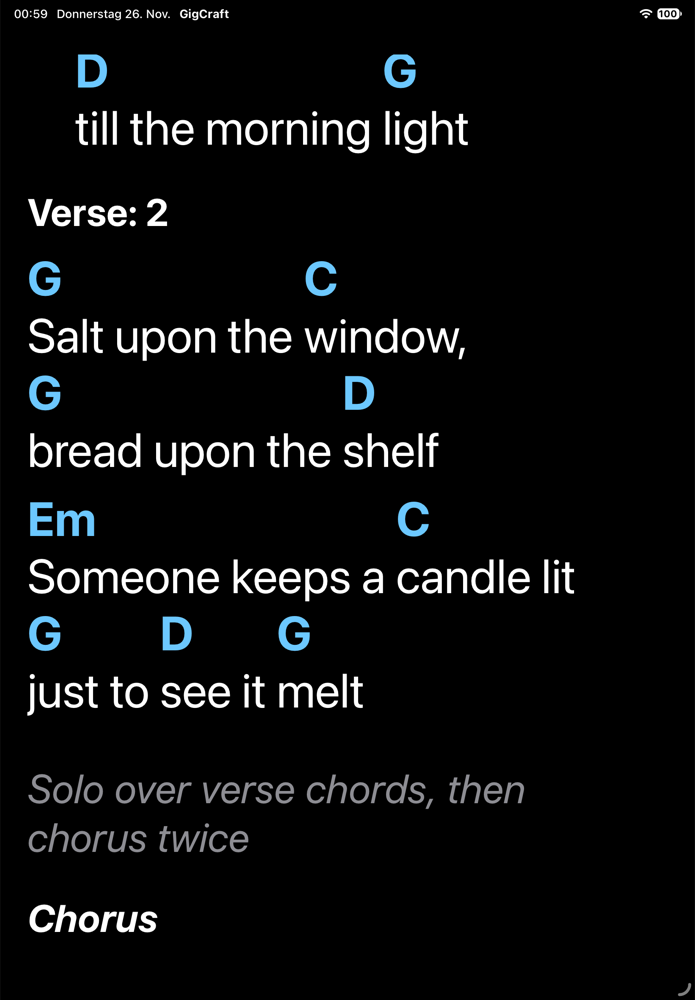 00:59 Donnerstag 26. Nov. GigCraft 100
D G
till the morning light
Verse: 2
G C
Salt upon the window,
G D
bread upon the shelf
Em C
Someone keeps a candle lit
G D G
just to see it melt
Solo over verse chords, then
chorus twice
Chorus